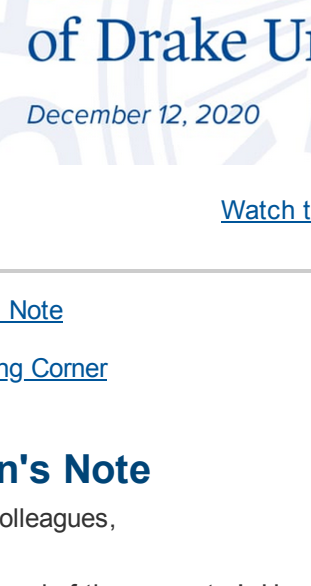 of Drake U
December 12, 2020
Watch t
Note
ng Corner
n's Note
olleagues,